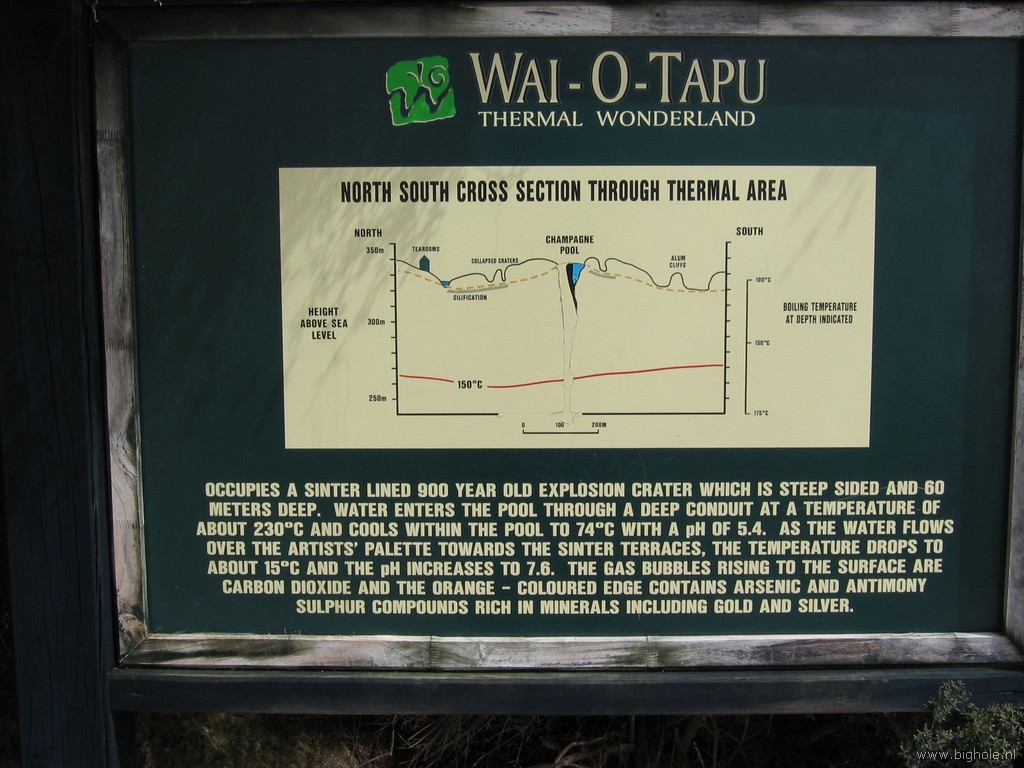 WAI-O-TAPU
THERMAL WONDERLAND
NORTH SOUTH CROSS SECTION THROUGH THERMAL AREA
NORTH
CHAMPAGNE
POOL
SOUTH
350m
TEAROOMS
COLLAPSED CRATERS
ALUM
CLIFFS
SILIFICATION
100°C
HEIGHT
ABOVE SEA
LEVEL
300m
BOILING TEMPERATURE
AT DEPTH INDICATED
150°C
150°C
250m
175°C
0 100 200M
OCCUPIES A SINTER LINED 900 YEAR OLD EXPLOSION CRATER WHICH IS STEEP SIDED AND 60
METERS DEEP. WATER ENTERS THE POOL THROUGH A DEEP CONDUIT AT A TEMPERATURE OF
ABOUT 230°C AND COOLS WITHIN THE POOL TO 74°C WITH A pH OF 5.4. AS THE WATER FLOWS
OVER THE ARTISTS' PALETTE TOWARDS THE SINTER TERRACES, THE TEMPERATURE DROPS TO
ABOUT 15°C AND THE pH INCREASES TO 7.6. THE GAS BUBBLES RISING TO THE SURFACE ARE
CARBON DIOXIDE AND THE ORANGE - COLOURED EDGE CONTAINS ARSENIC AND ANTIMONY
SULPHUR COMPOUNDS RICH IN MINERALS INCLUDING GOLD AND SILVER.
www.bighole.nl